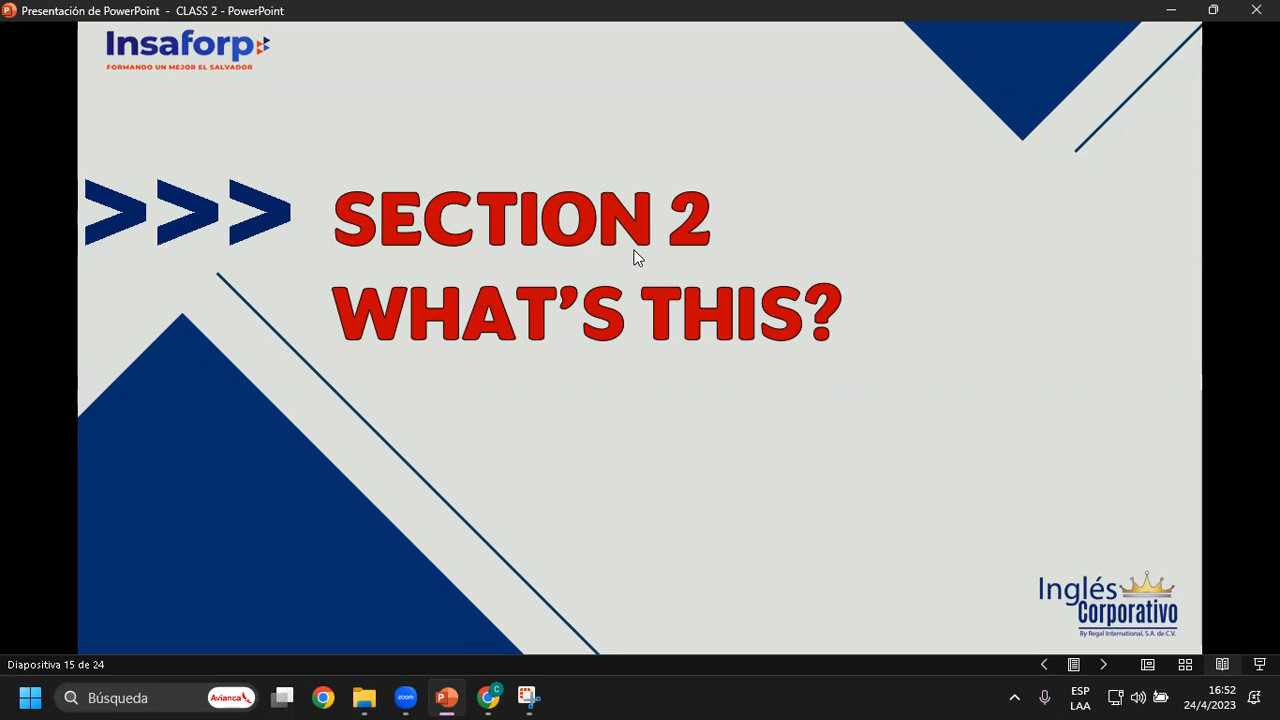 Presentación de PowerPoint - CLASS 2 - PowerPoint
Insaforp
FORMANDO UN MEJOR EL SALVADOR
>>> SECTION 2
WHAT'S THIS?
Inglés
Corporativo
By Regal International, S.A. de C.V.
Diapositiva 15 de 24
Búsqueda
Avianca
zoom
C
ESP
LAA
16:52
24/4/2023